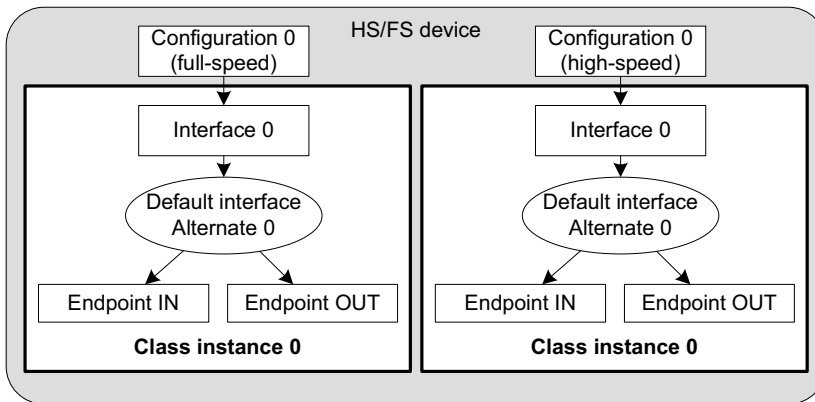 HS/FS device
Configuration 0
(full-speed)
Interface 0
Default interface
Alternate 0
Endpoint IN
Endpoint OUT
Class instance 0
Configuration 0
(high-speed)
Interface 0
Default interface
Alternate 0
Endpoint IN
Endpoint OUT
Class instance 0